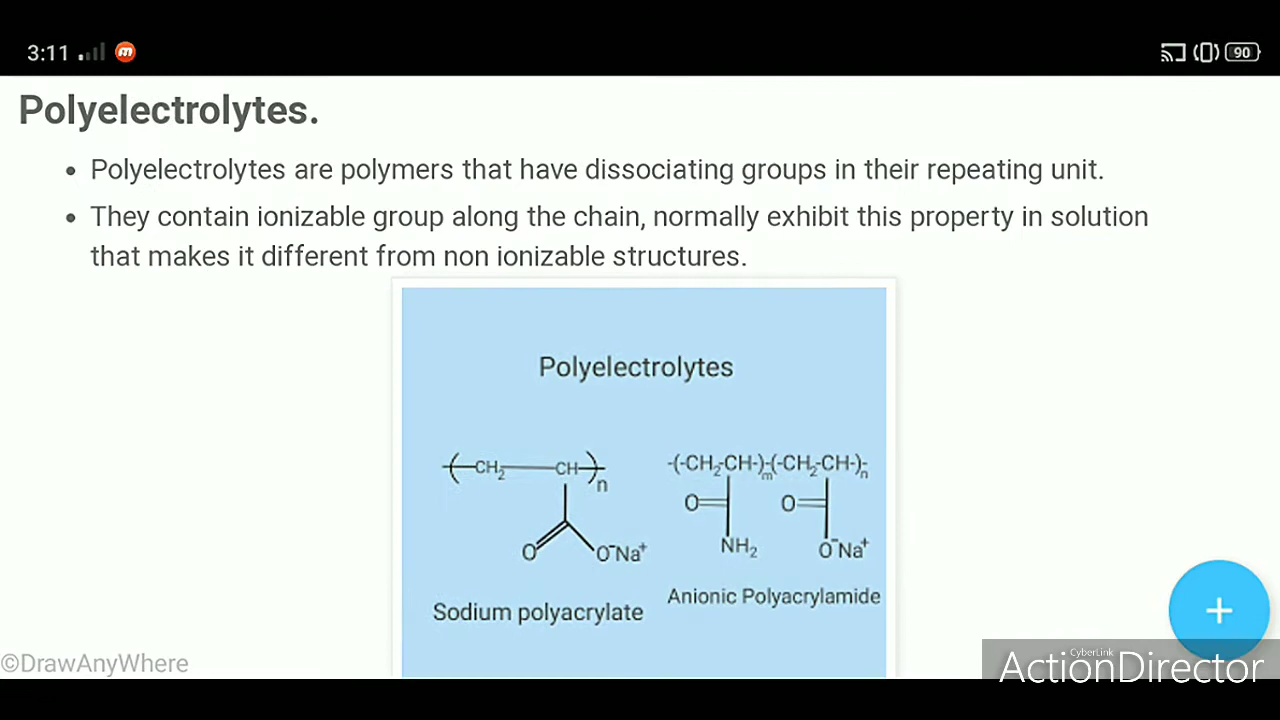 3:11
m
90
Polyelectrolytes.
• Polyelectrolytes are polymers that have dissociating groups in their repeating unit.
• They contain ionizable group along the chain, normally exhibit this property in solution
that makes it different from non ionizable structures.
Polyelectrolytes
CH₂ CH n
O O⁻Na⁺
Sodium polyacrylate
-(-CH₂-CH-)-ₘ(-CH₂-CH-)-ₙ
O O
NH₂ O⁻Na⁺
Anionic Polyacrylamide
+
©DrawAnyWhere
CyberLink
ActionDirector